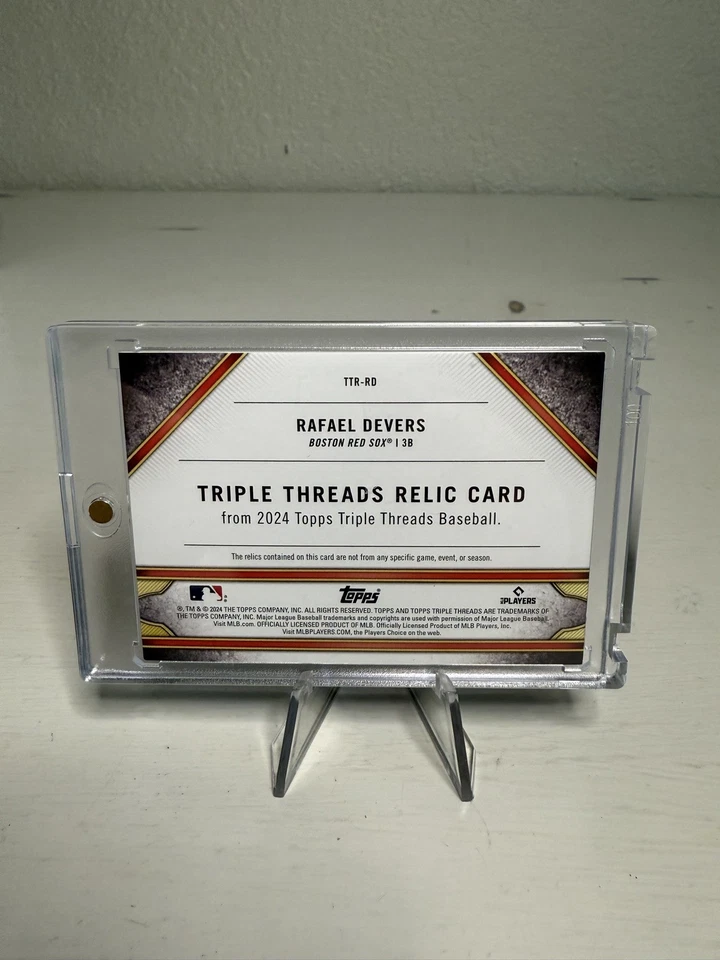 TTR-RD
RAFAEL DEVERS
BOSTON RED SOX® | 3B
TRIPLE THREADS RELIC CARD
from 2024 Topps Triple Threads Baseball.
The relics contained on this card are not from any specific game, event, or season.
Topps PLAYERS
®, TM & © 2024 THE TOPPS COMPANY, INC. ALL RIGHTS RESERVED. TOPPS AND TOPPS TRIPLE THREADS ARE TRADEMARKS OF
THE TOPPS COMPANY, INC. Major League Baseball trademarks and copyrights are used with permission of Major League Baseball.
Visit MLB.com. OFFICIALLY LICENSED PRODUCT OF MLB. Officially Licensed Product of MLB Players, Inc.
Visit MLBPLAYERS.com, the Players Choice on the web.